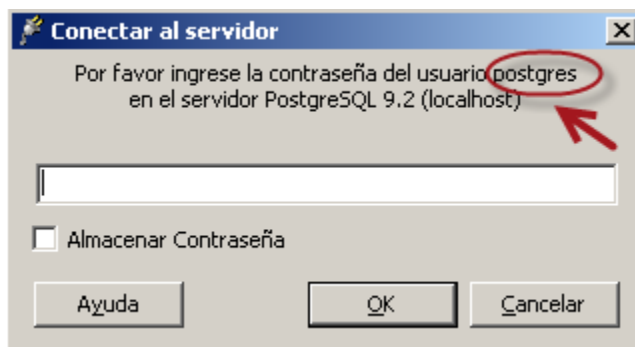 Conectar al servidor
Por favor ingrese la contraseña del usuario postgres
en el servidor PostgreSQL 9.2 (localhost)
Almacenar Contraseña
Ayuda
OK
Cancelar